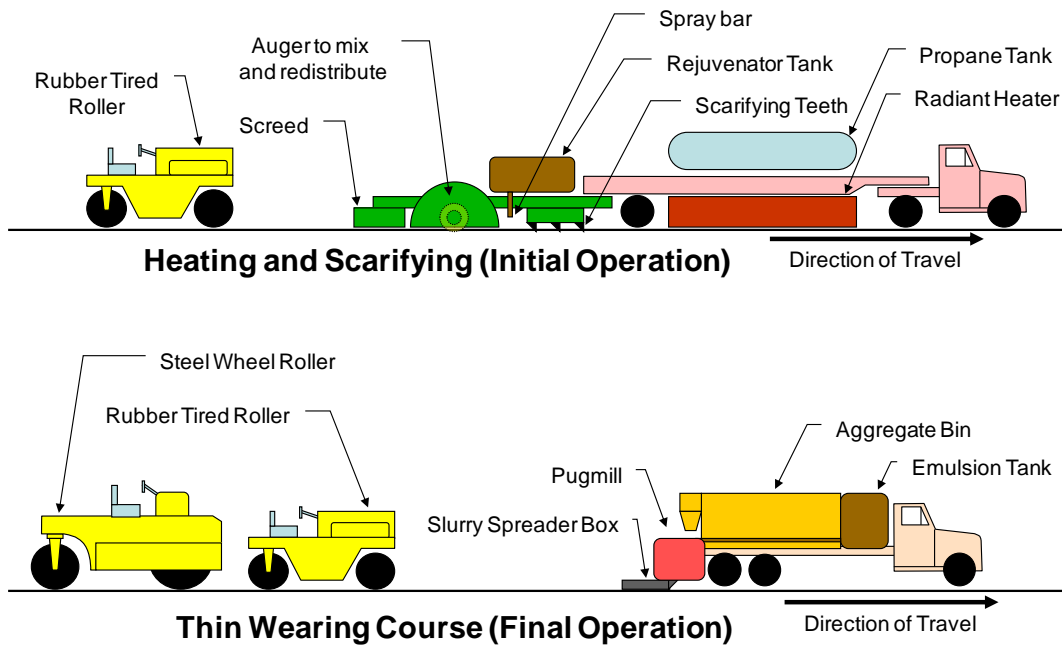 Spray bar
Auger to mix
and redistribute
Rejuvenator Tank
Propane Tank
Rubber Tired
Roller
Scarifying Teeth
Radiant Heater
Screed
Heating and Scarifying (Initial Operation)
Direction of Travel
Steel Wheel Roller
Rubber Tired Roller
Aggregate Bin
Emulsion Tank
Pugmill
Slurry Spreader Box
Thin Wearing Course (Final Operation)
Direction of Travel